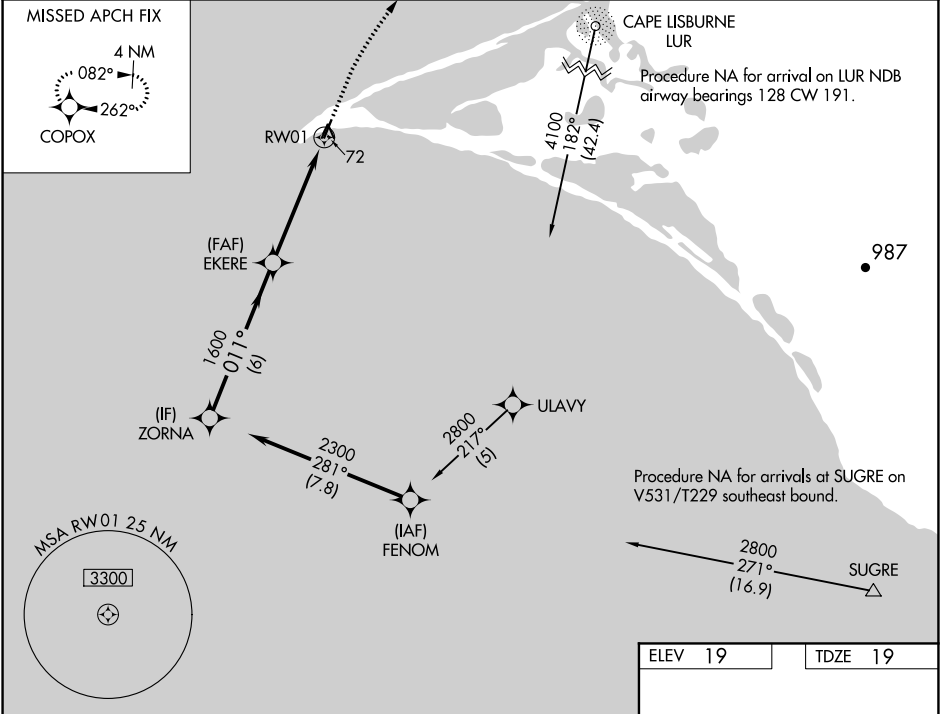 MISSED APCH FIX
4 NM
082°
262°
COPOX
CAPE LISBURNE
LUR
Procedure NA for arrival on LUR NDB
airway bearings 128 CW 191.
RW01
72
4100
182°
(42.4)
(FAF)
EKERE
987
1600
011°
(6)
(IF)
ZORNA
ULAVY
2800
217°
(5)
2300
281°
(7.8)
(IAF)
FENOM
Procedure NA for arrivals at SUGRE on
V531/T229 southeast bound.
MSA RW01 25 NM
3300
2800
271°
(16.9)
SUGRE
ELEV 19
TDZE 19